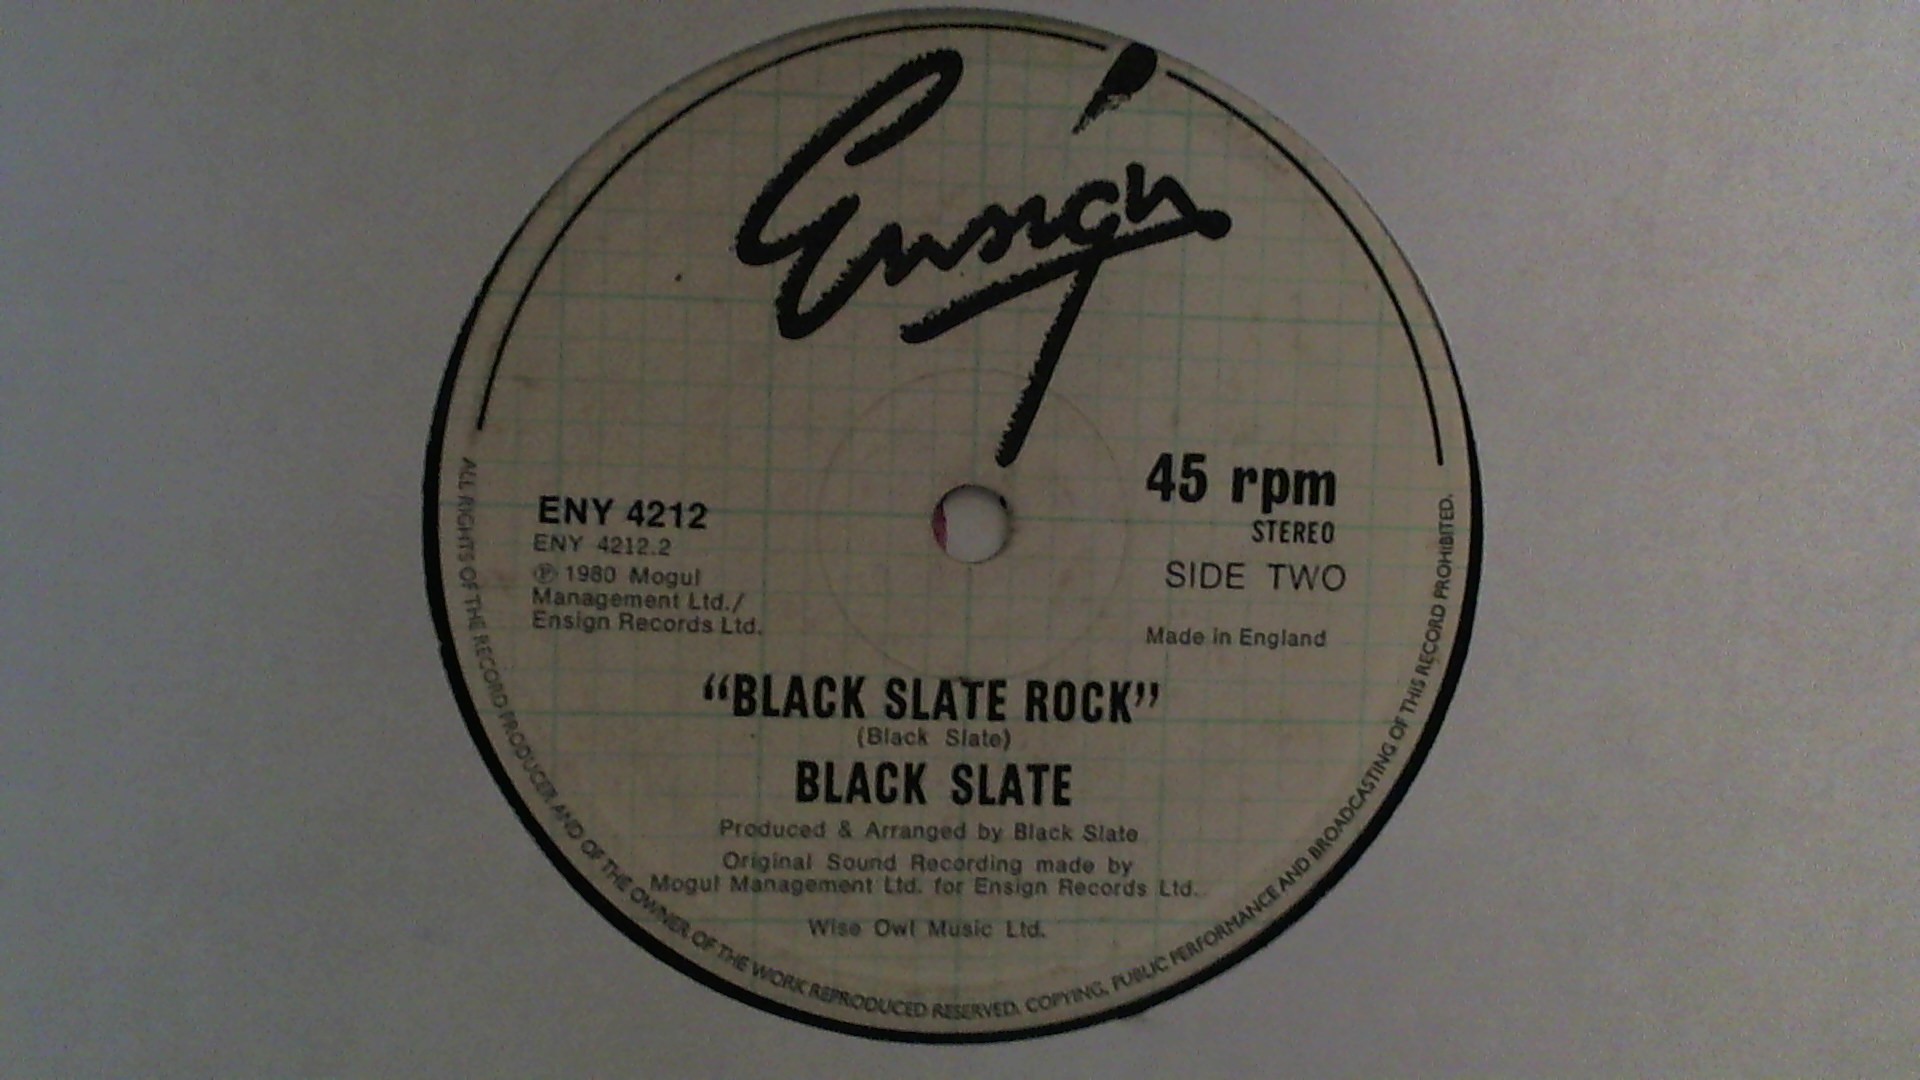 Ensign
ENY 4212
ENY 4212.2
℗ 1980 Mogul
Management Ltd./
Ensign Records Ltd.
45 rpm
STEREO
SIDE TWO
Made in England
“BLACK SLATE ROCK”
(Black Slate)
BLACK SLATE
Produced & Arranged by Black Slate
Original Sound Recording made by
Mogul Management Ltd. for Ensign Records Ltd.
Wise Owl Music Ltd.
ALL RIGHTS OF THE RECORD PRODUCER AND OF THE OWNER OF THE WORK REPRODUCED RESERVED. COPYING, PUBLIC PERFORMANCE AND BROADCASTING OF THIS RECORD PROHIBITED.